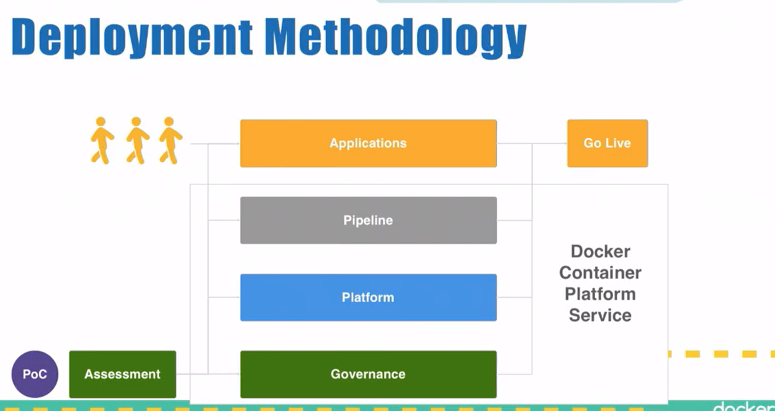 Deployment Methodology
Applications
Go Live
Pipeline
Docker
Container
Platform
Service
Platform
PoC
Assessment
Governance
docker